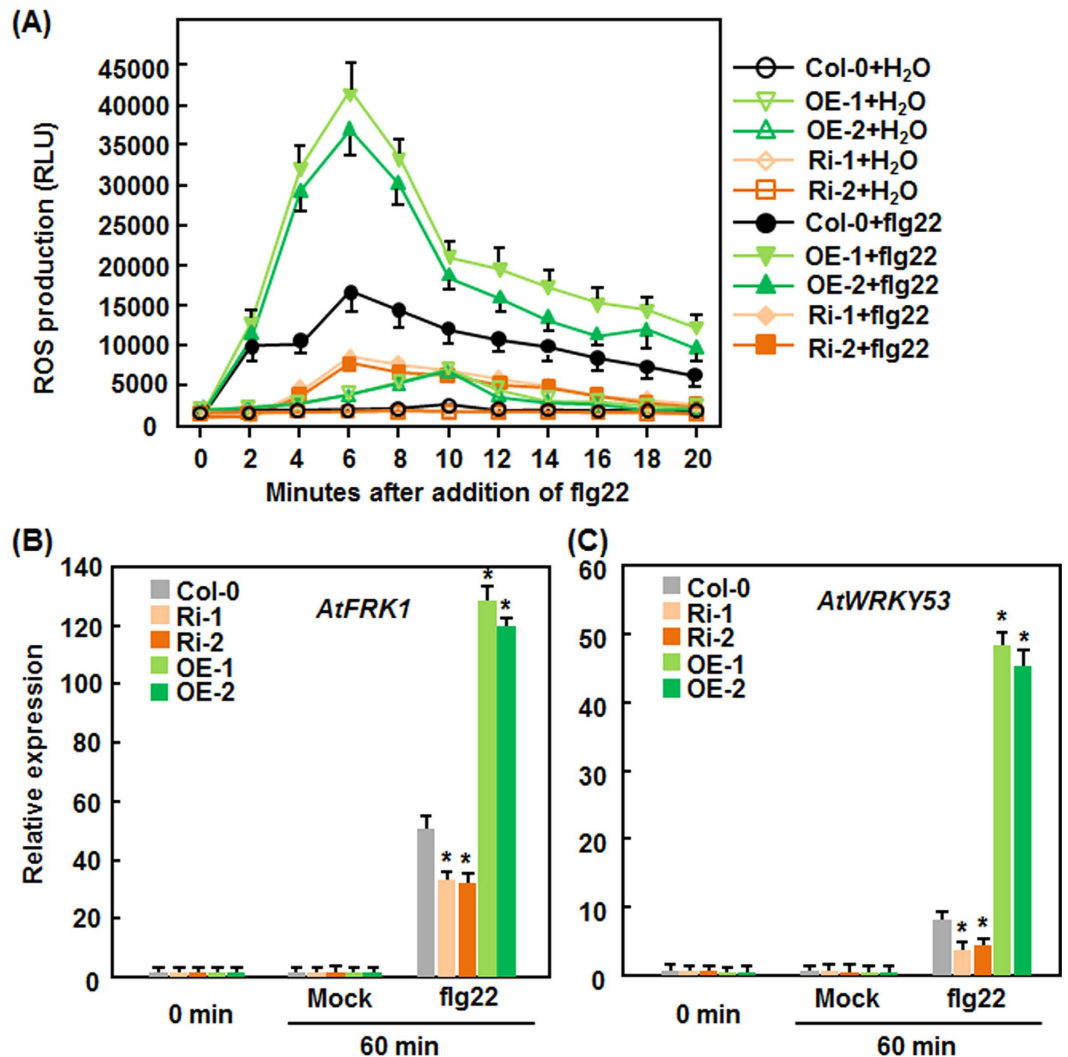 (A)
ROS production (RLU)
45000
40000
35000
30000
25000
20000
15000
10000
5000
0
0 2 4 6 8 10 12 14 16 18 20
Minutes after addition of flg22
Col-0+H₂O
OE-1+H₂O
OE-2+H₂O
Ri-1+H₂O
Ri-2+H₂O
Col-0+flg22
OE-1+flg22
OE-2+flg22
Ri-1+flg22
Ri-2+flg22
(B)
Relative expression
140
120
100
80
60
40
20
0
Col-0
Ri-1
Ri-2
OE-1
OE-2
AtFRK1
* * * *
0 min
Mock
flg22
60 min
(C)
60
50
40
30
20
10
0
Col-0
Ri-1
Ri-2
OE-1
OE-2
AtWRKY53
* * * *
0 min
Mock
flg22
60 min